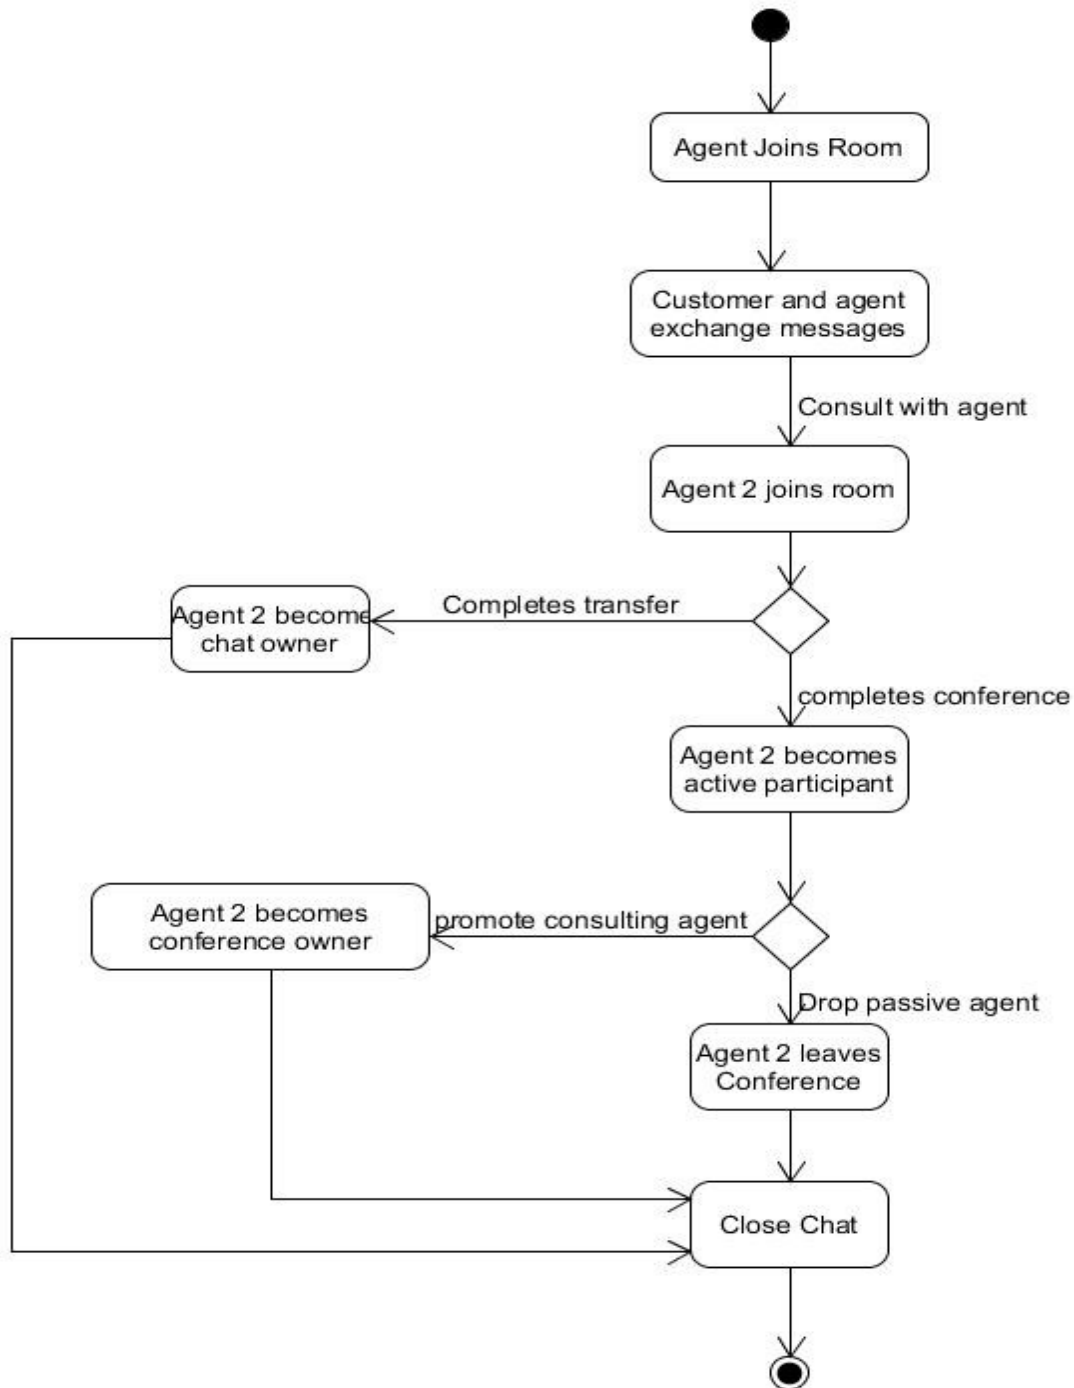 Agent Joins Room
Customer and agent
exchange messages
Consult with agent
Agent 2 joins room
Completes transfer
Agent 2 become
chat owner
completes conference
Agent 2 becomes
active participant
promote consulting agent
Agent 2 becomes
conference owner
Drop passive agent
Agent 2 leaves
Conference
Close Chat